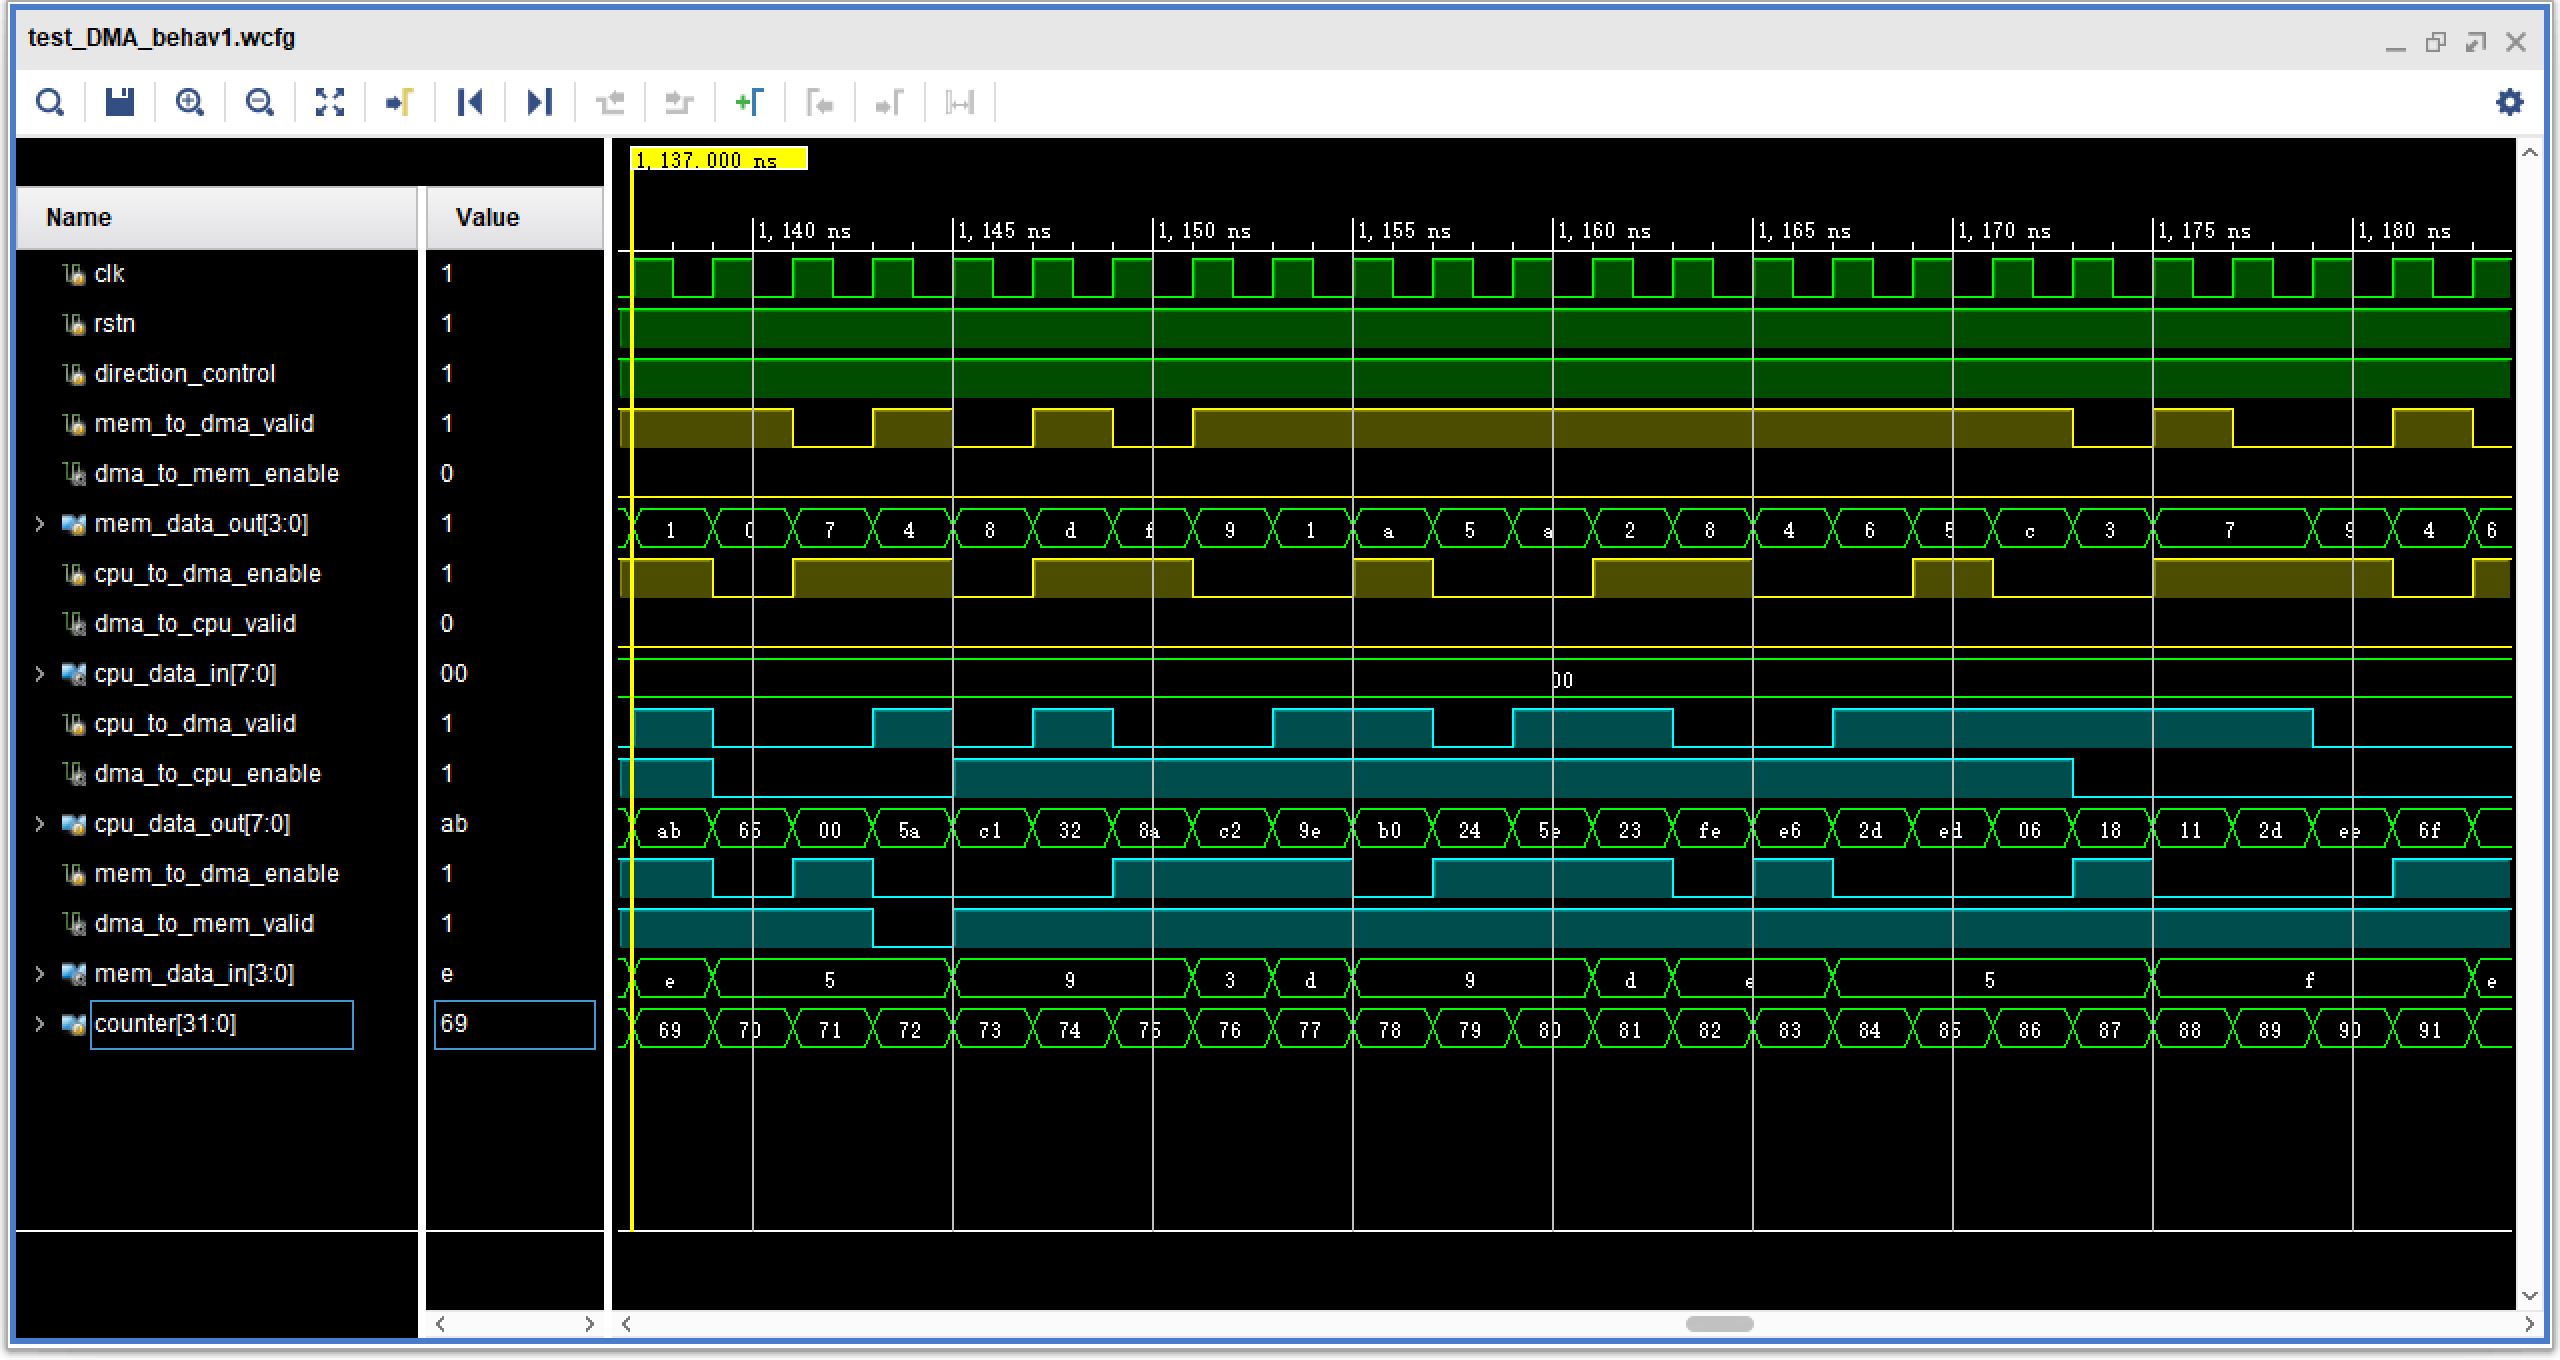 test_DMA_behav1.wcfg
1,137.000 ns
Name Value 1,140 ns 1,145 ns 1,150 ns 1,155 ns 1,160 ns 1,165 ns 1,170 ns 1,175 ns 1,180 ns
clk 1
rstn 1
direction_control 1
mem_to_dma_valid 1
dma_to_mem_enable 0
mem_data_out[3:0] 1 1 0 7 4 8 d f 9 1 a 5 a 2 8 4 6 5 c 3 7 9 4 6
cpu_to_dma_enable 1
dma_to_cpu_valid 0
cpu_data_in[7:0] 00 00
cpu_to_dma_valid 1
dma_to_cpu_enable 1
cpu_data_out[7:0] ab ab 65 00 5a c1 32 8a c2 9e b0 24 5e 23 fe e6 2d ed 06 18 11 2d ee 6f
mem_to_dma_enable 1
dma_to_mem_valid 1
mem_data_in[3:0] e e 5 9 3 d 9 d e 5 f e
counter[31:0] 69 69 70 71 72 73 74 75 76 77 78 79 80 81 82 83 84 85 86 87 88 89 90 91